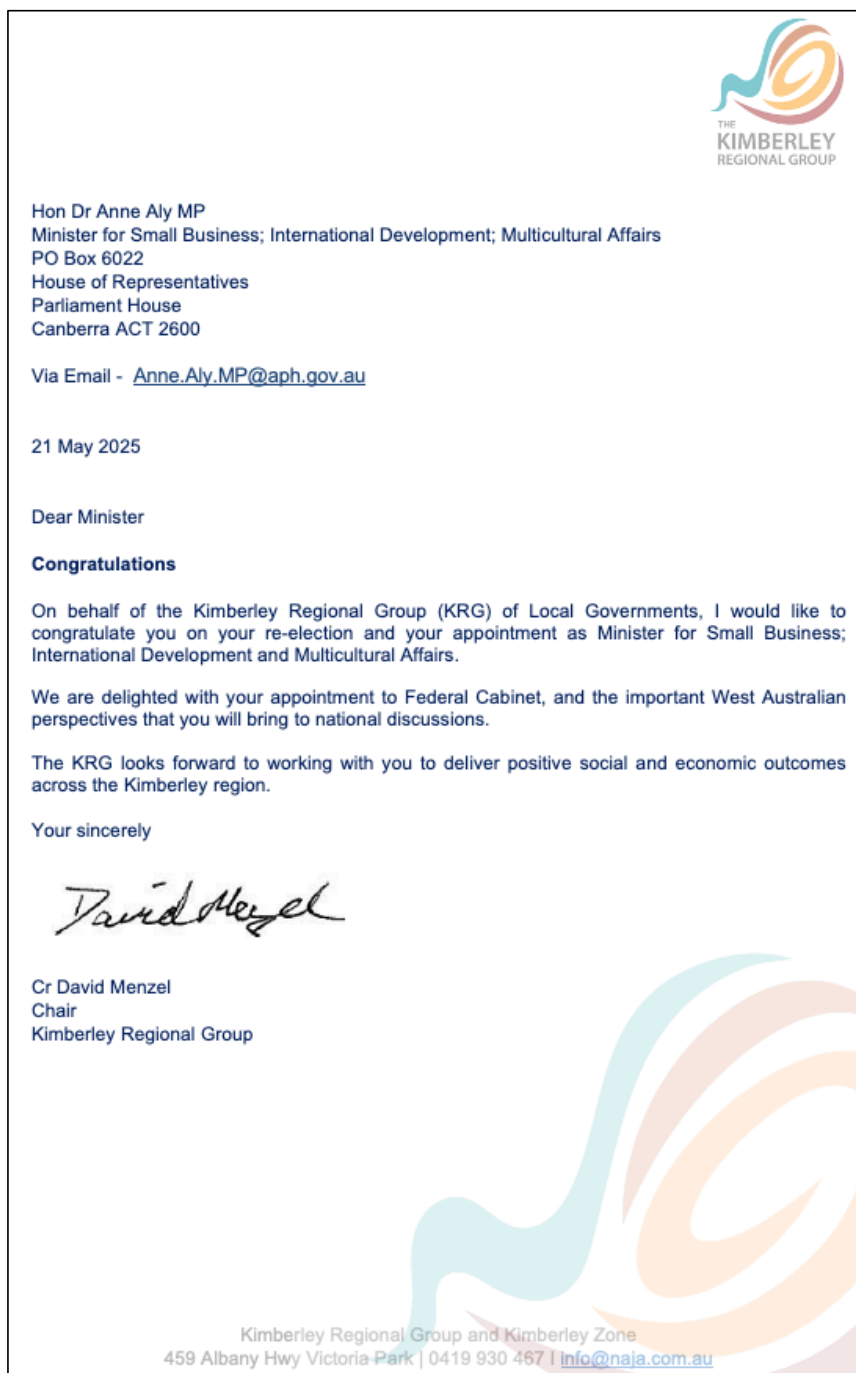 THE
KIMBERLEY
REGIONAL GROUP
Hon Dr Anne Aly MP
Minister for Small Business; International Development; Multicultural Affairs
PO Box 6022
House of Representatives
Parliament House
Canberra ACT 2600
Via Email - Anne.Aly.MP@aph.gov.au
21 May 2025
Dear Minister
Congratulations
On behalf of the Kimberley Regional Group (KRG) of Local Governments, I would like to
congratulate you on your re-election and your appointment as Minister for Small Business;
International Development and Multicultural Affairs.
We are delighted with your appointment to Federal Cabinet, and the important West Australian
perspectives that you will bring to national discussions.
The KRG looks forward to working with you to deliver positive social and economic outcomes
across the Kimberley region.
Your sincerely
David Menzel
Cr David Menzel
Chair
Kimberley Regional Group
Kimberley Regional Group and Kimberley Zone
459 Albany Hwy Victoria Park | 0419 930 467 I info@naja.com.au